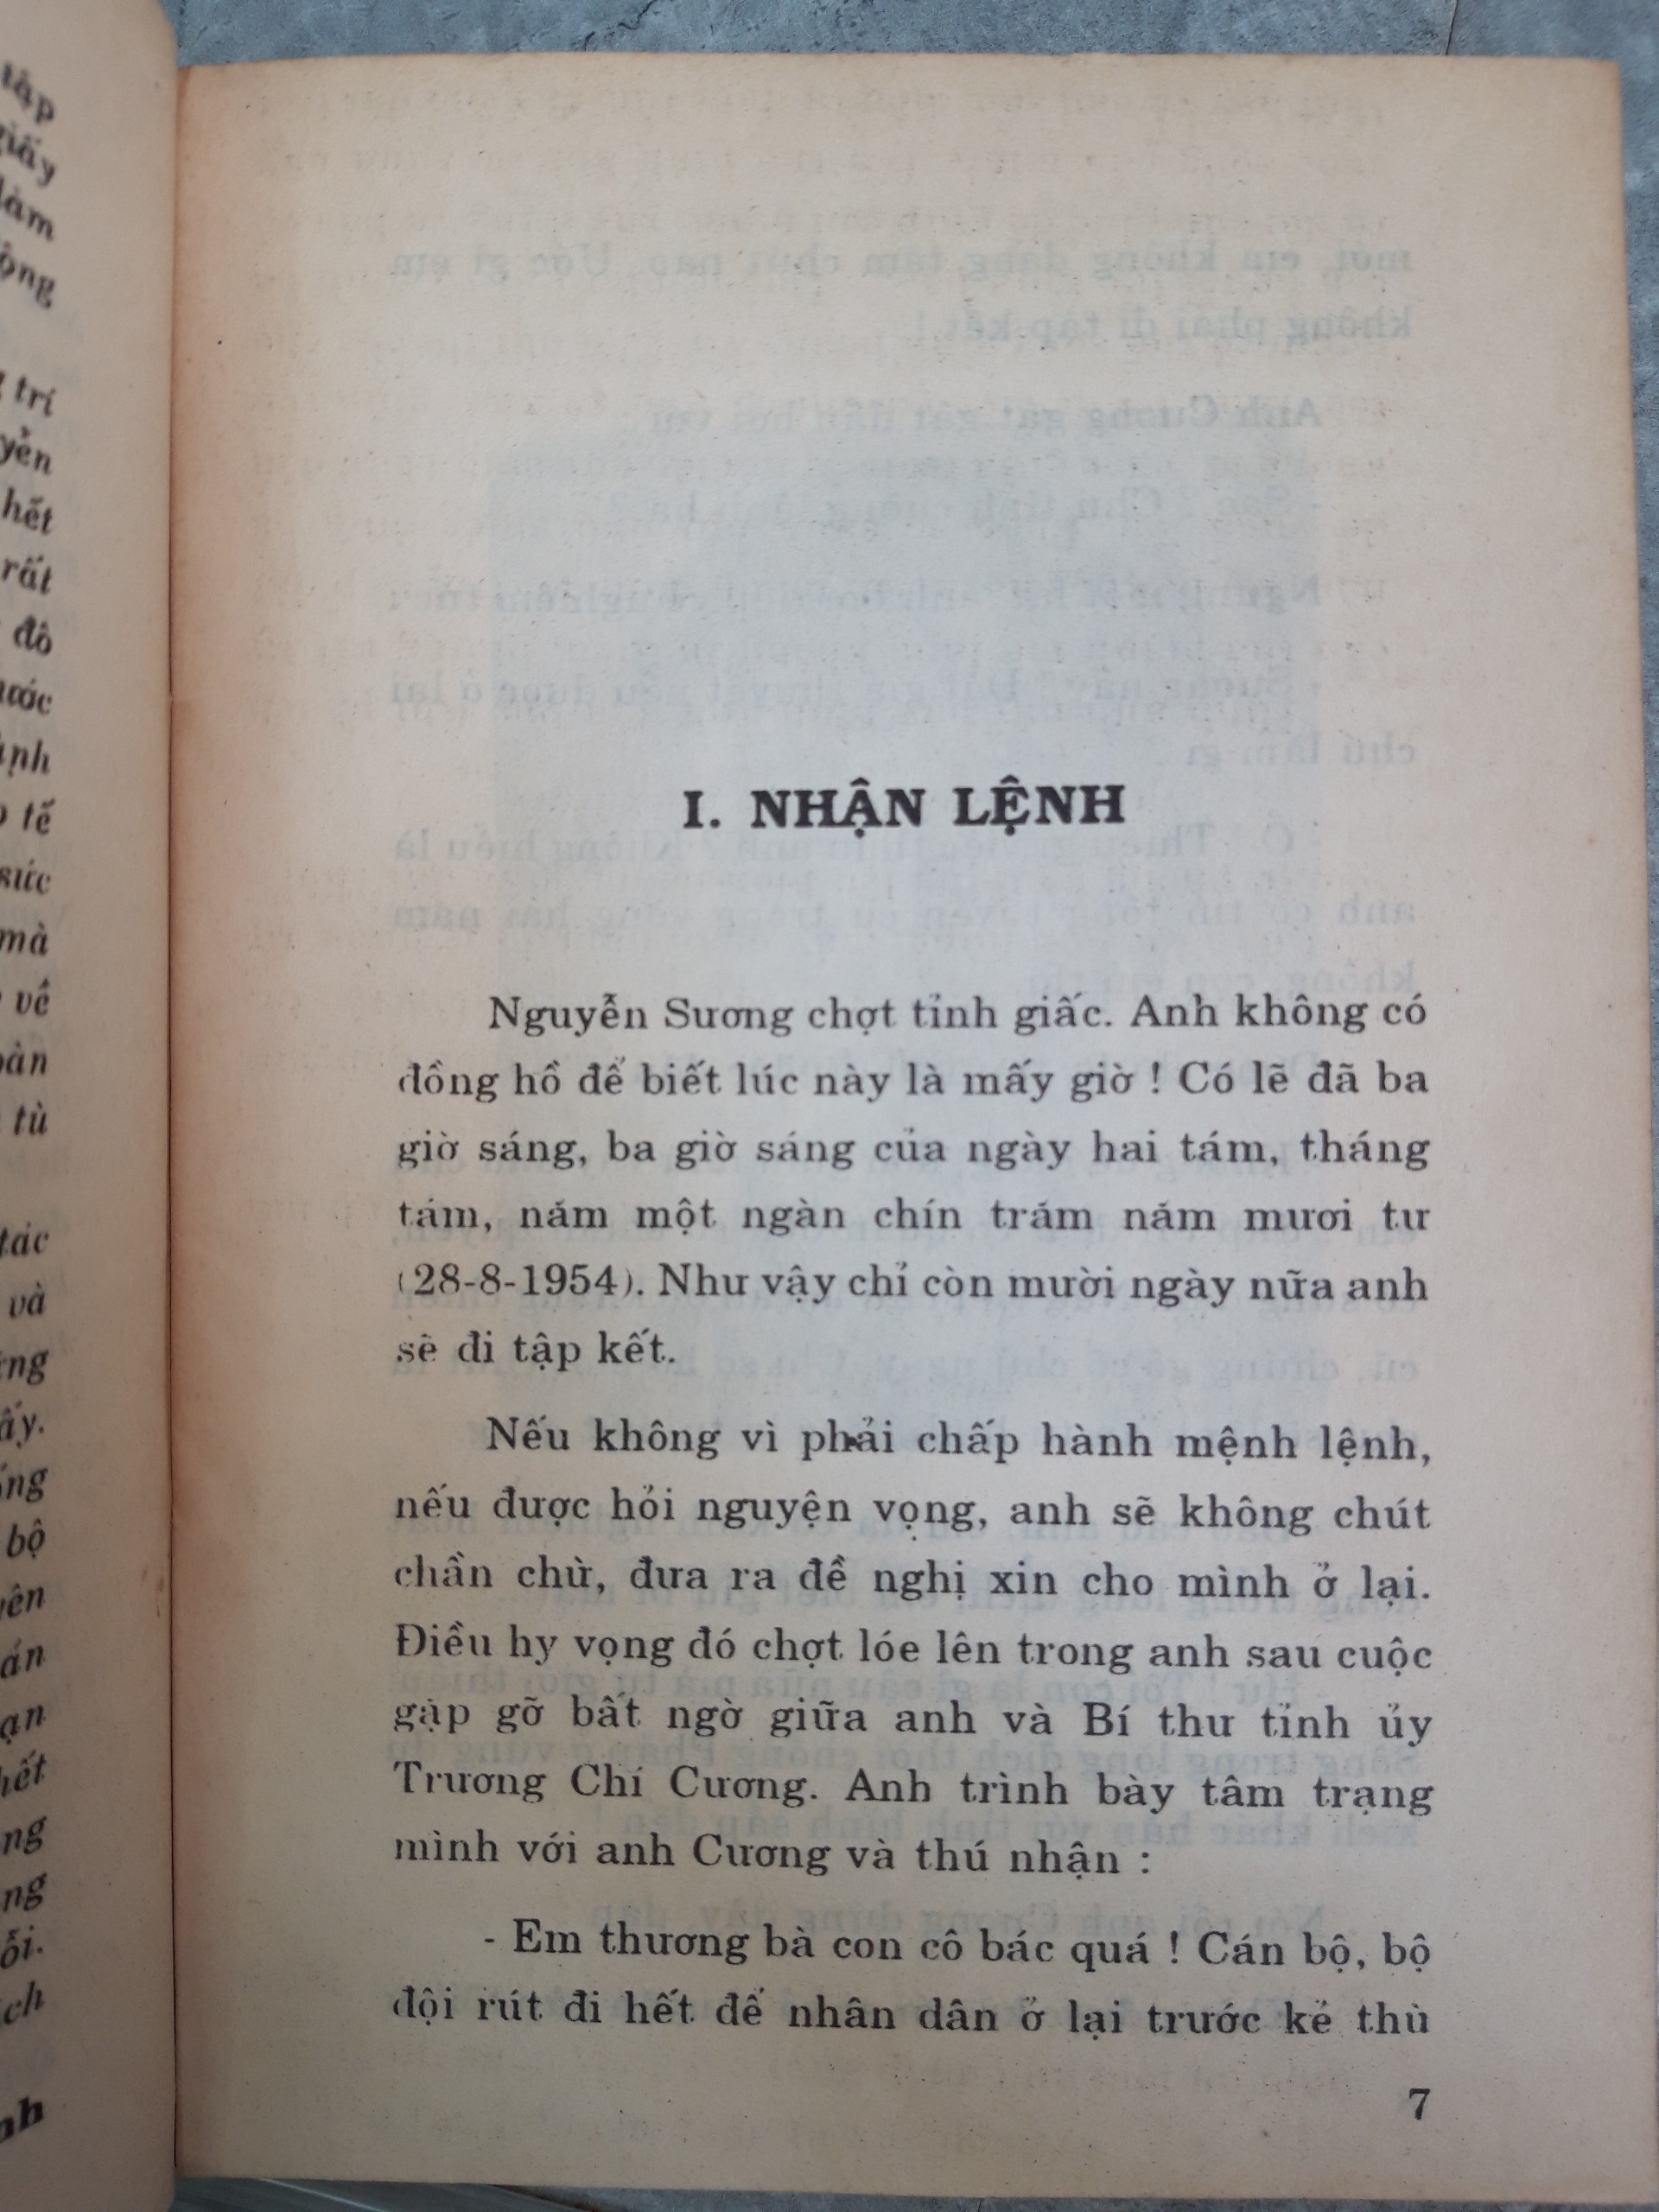 I. NHẬN LỆNH
Nguyễn Sương chợt tỉnh giấc. Anh không có
đồng hồ để biết lúc này là mấy giờ ! Có lẽ đã ba
giờ sáng, ba giờ sáng của ngày hai tám, tháng
tám, năm một ngàn chín trăm năm mươi tư
(28-8-1954). Như vậy chỉ còn mười ngày nữa anh
sẽ đi tập kết.
Nếu không vì phải chấp hành mệnh lệnh,
nếu được hỏi nguyện vọng, anh sẽ không chút
chần chừ, đưa ra đề nghị xin cho mình ở lại.
Điều hy vọng đó chợt lóe lên trong anh sau cuộc
gặp gỡ bất ngờ giữa anh và Bí thư tỉnh ủy
Trương Chí Cương. Anh trình bày tâm trạng
mình với anh Cương và thú nhận :
- Em thương bà con cô bác quá ! Cán bộ, bộ
đội rút đi hết để nhân dân ở lại trước kẻ thù
7